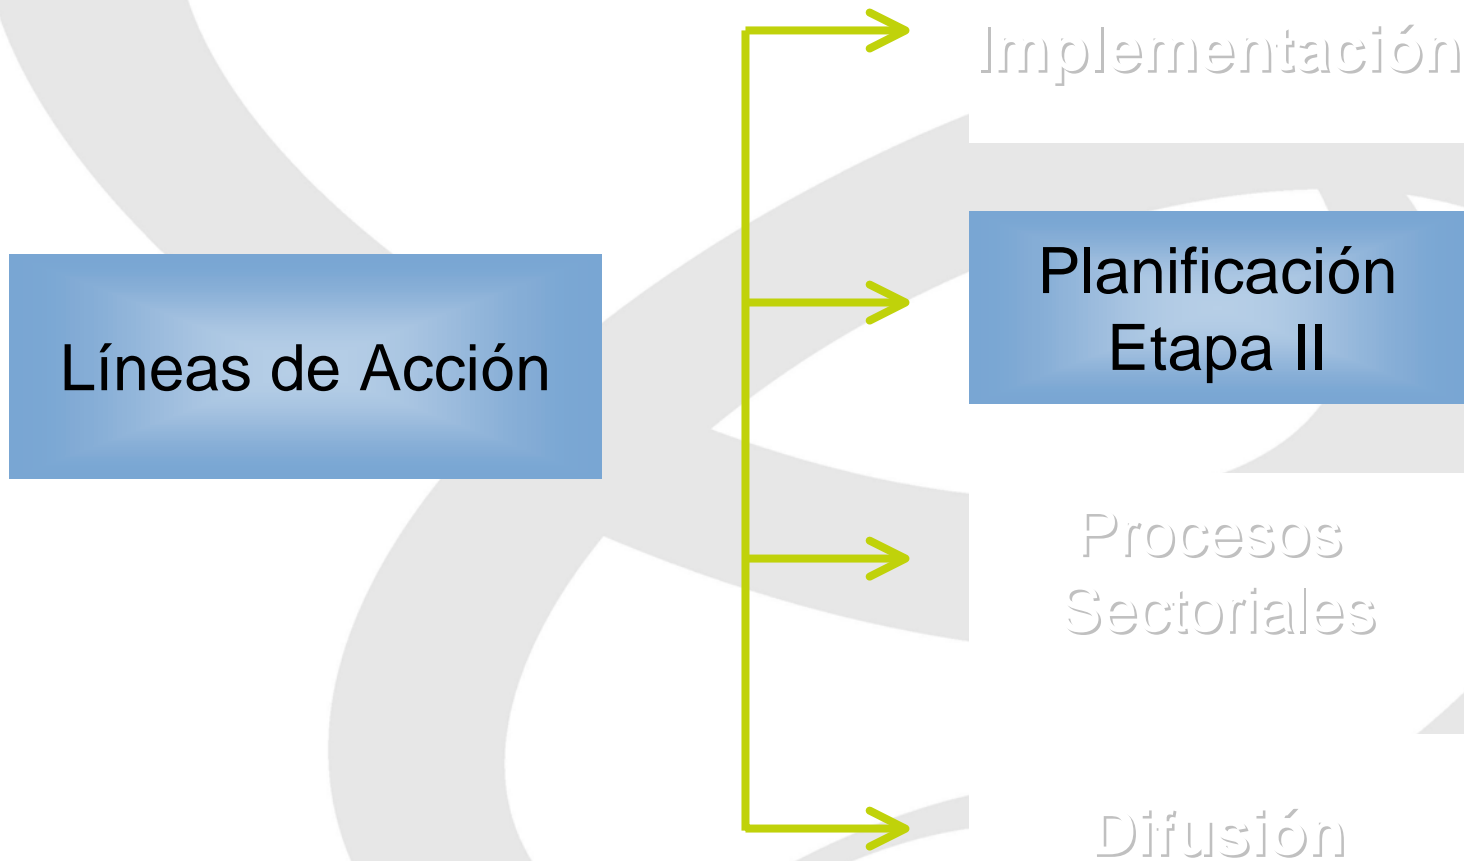 Implementación
Líneas de Acción
Planificación
Etapa II
Procesos
Sectoriales
Difusión